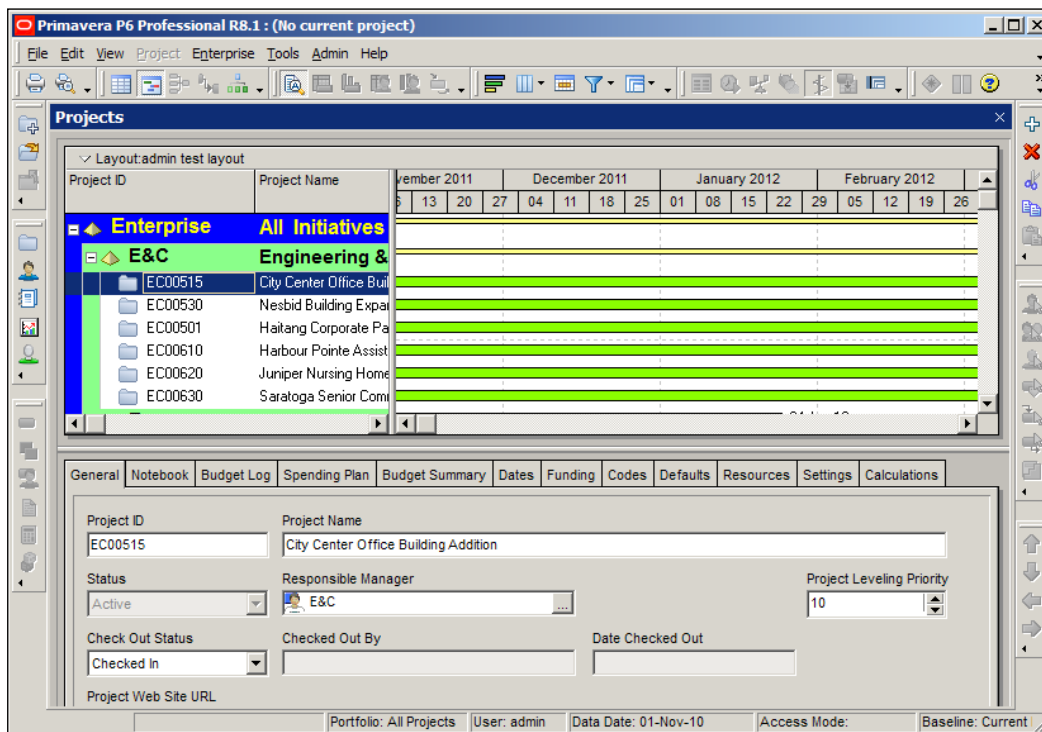 Primavera P6 Professional R8.1 : (No current project)
File Edit View Project Enterprise Tools Admin Help
Projects
Layout:admin test layout
Project ID Project Name vember 2011 December 2011 January 2012 February 2012
13 20 27 04 11 18 25 01 08 15 22 29 05 12 19 26
Enterprise All Initiatives
E&C Engineering &
EC00515 City Center Office Buil
EC00530 Nesbid Building Expa
EC00501 Haitang Corporate Pa
EC00610 Harbour Pointe Assist
EC00620 Juniper Nursing Home
EC00630 Saratoga Senior Com
General Notebook Budget Log Spending Plan Budget Summary Dates Funding Codes Defaults Resources Settings Calculations
Project ID Project Name
EC00515 City Center Office Building Addition
Status Responsible Manager Project Leveling Priority
Active E&C ... 10
Check Out Status Checked Out By Date Checked Out
Checked In
Project Web Site URL
Portfolio: All Projects User: admin Data Date: 01-Nov-10 Access Mode: Baseline: Current